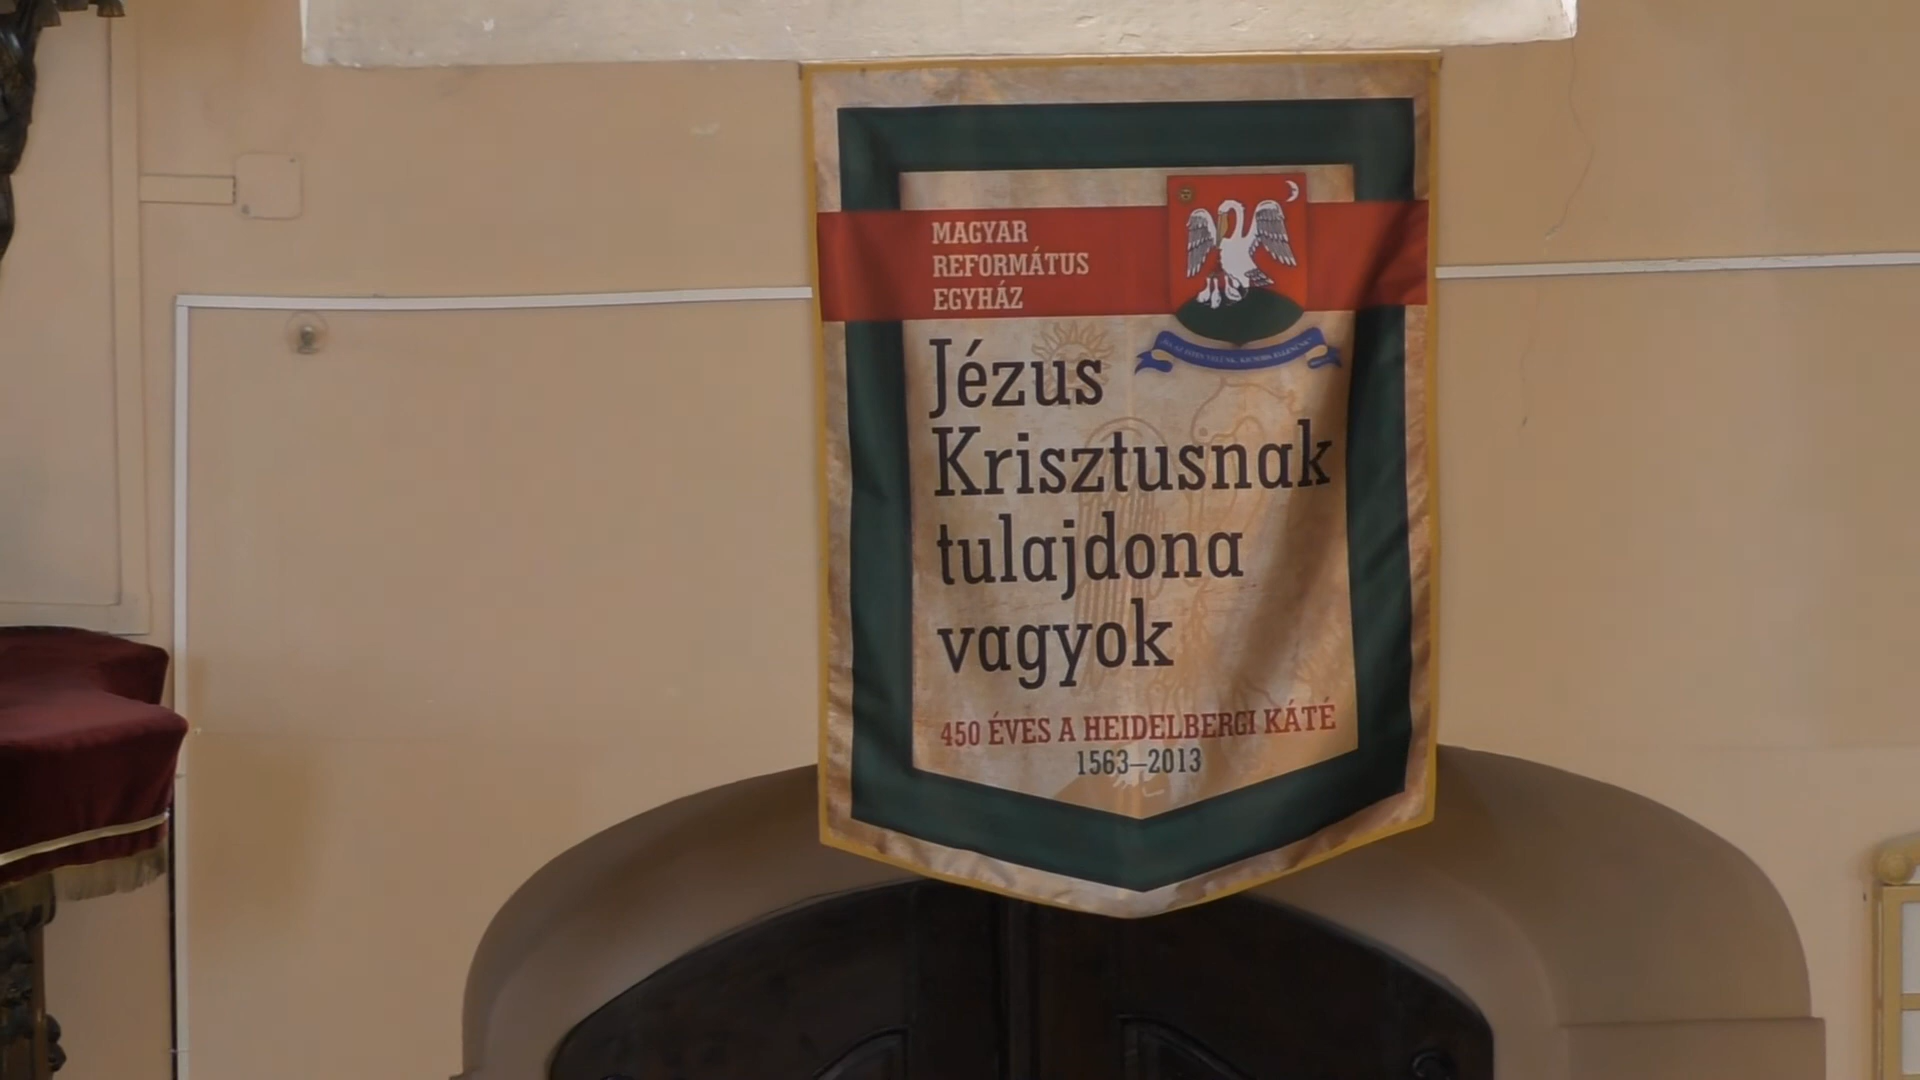 MAGYAR
REFORMÁTUS
EGYHÁZ
Jézus
Krisztusnak
tulajdona
vagyok
450 ÉVES A HEIDELBERGI KÁTÉ
1563–2013